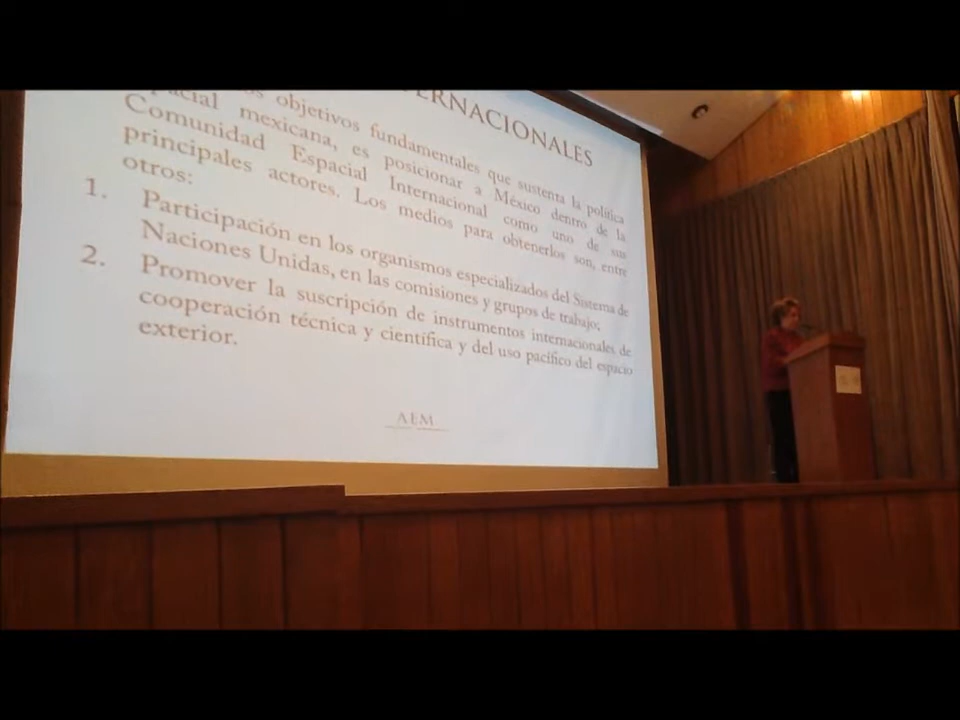 INTERNACIONALES
objetivos fundamentales que sustenta la política
mexicana, es posicionar a México dentro de la
Comunidad Espacial Internacional como uno de sus
principales actores. Los medios para obtenerlos son, entre
otros:
1. Participación en los organismos especializados del Sistema de
Naciones Unidas, en las comisiones y grupos de trabajo;
2. Promover la suscripción de instrumentos internacionales de
cooperación técnica y científica y del uso pacífico del espacio
exterior.
AEM